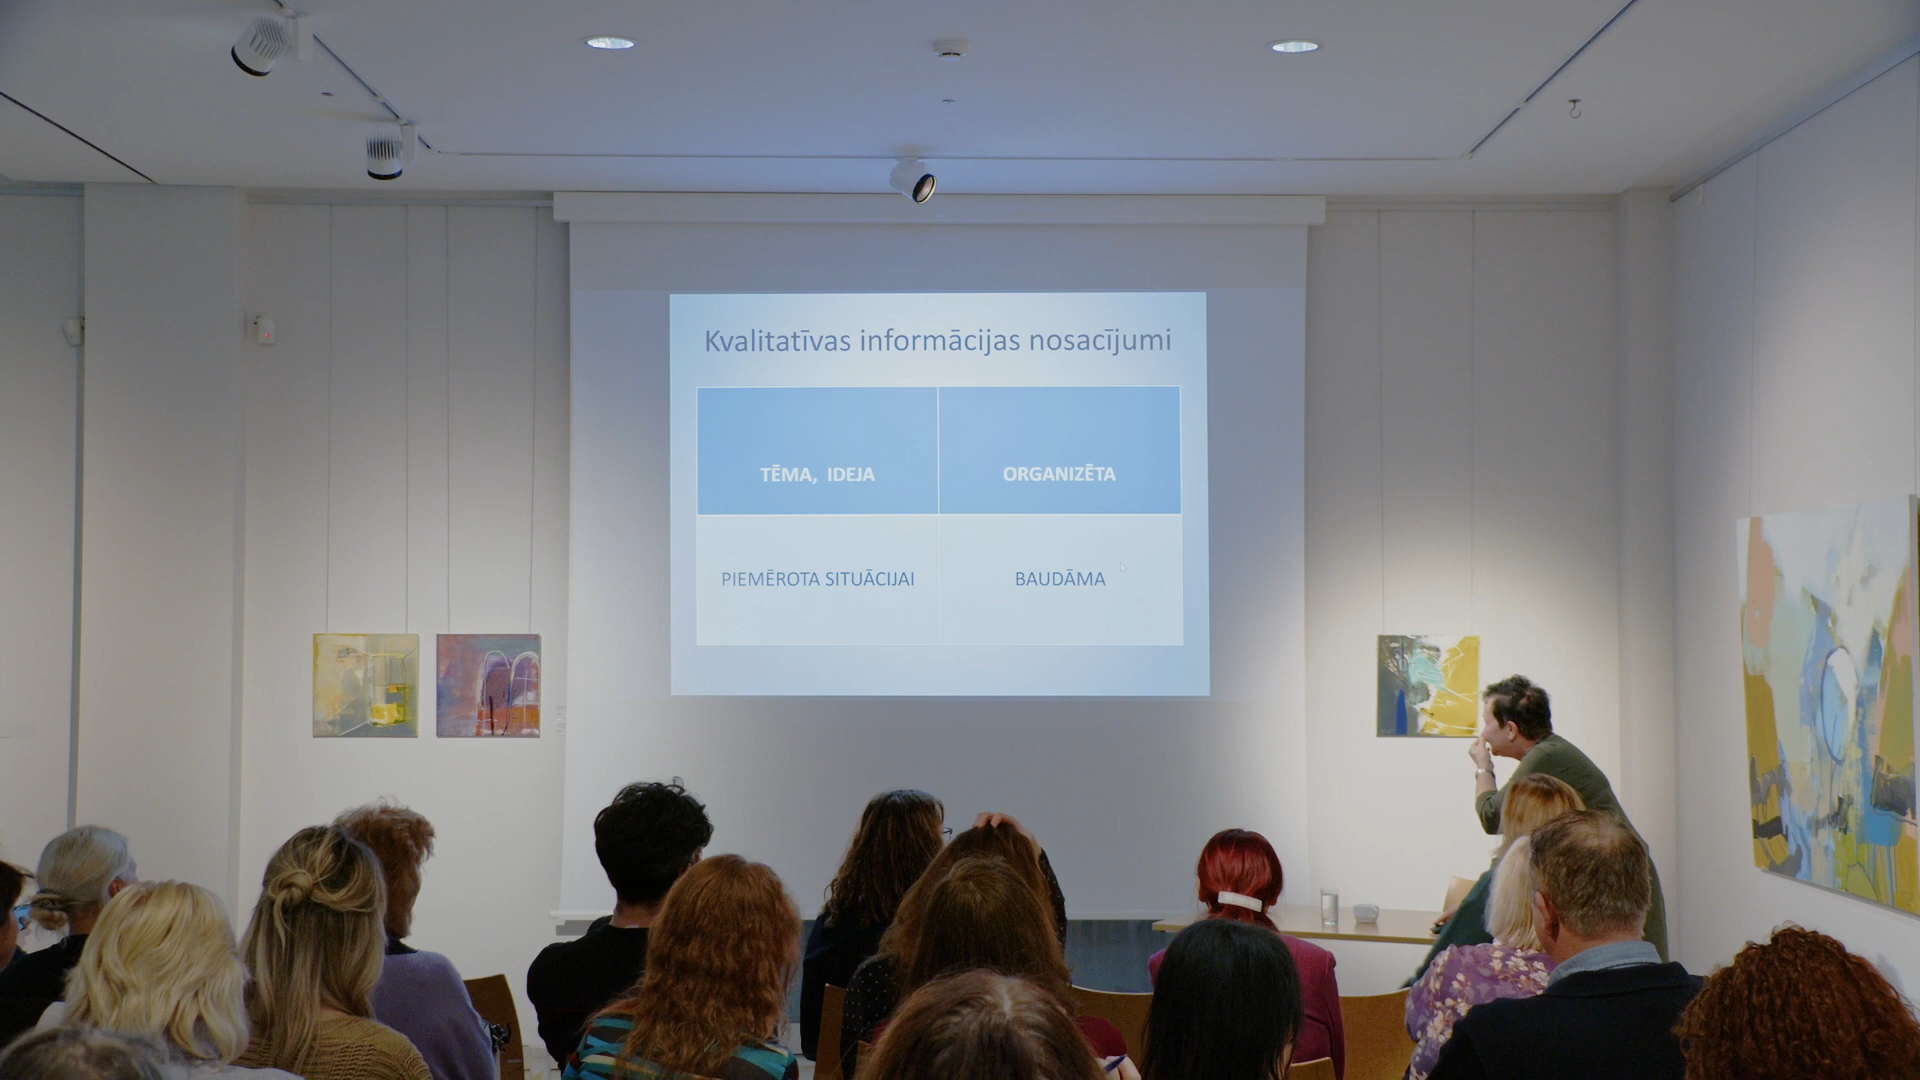 Kvalitatīvas informācijas nosacījumi
TĒMA, IDEJA
ORGANIZĒTA
PIEMĒROTA SITUĀCIJAI
BAUDĀMA